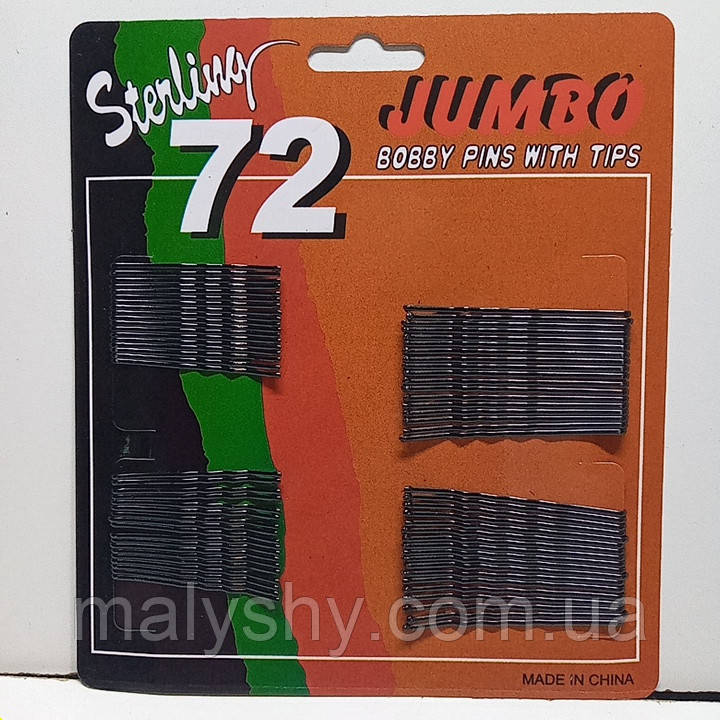 Sterling
72
JUMBO
BOBBY PINS WITH TIPS
malyshy.com.ua
MADE IN CHINA